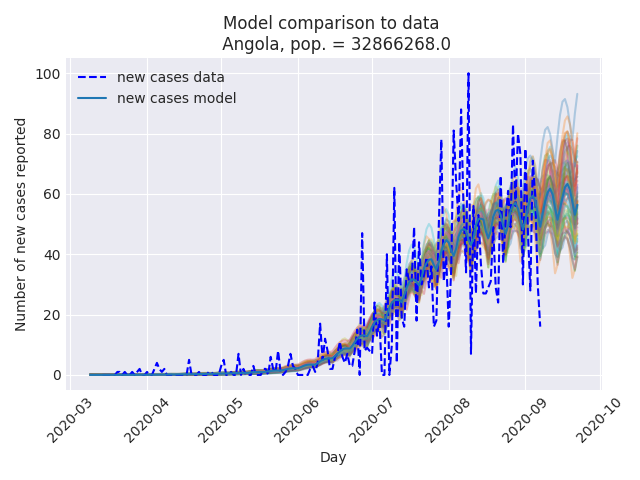 Model comparison to data
Angola, pop. = 32866268.0
new cases data
new cases model
Number of new cases reported
100
80
60
40
20
0
2020-03
2020-04
2020-05
2020-06
2020-07
2020-08
2020-09
2020-10
Day